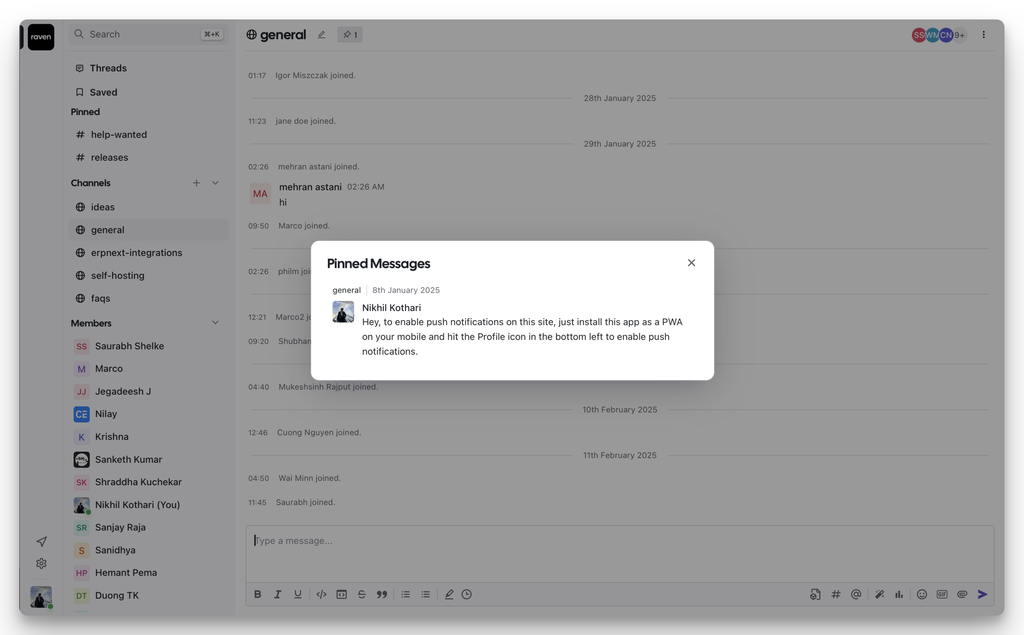 raven
Search
⌘+K
Threads
Saved
Pinned
help-wanted
releases
Channels
ideas
general
erpnext-integrations
self-hosting
faqs
Members
SS Saurabh Shelke
M Marco
JJ Jegadeesh J
CE Nilay
K Krishna
Sanketh Kumar
SK Shraddha Kuchekar
Nikhil Kothari (You)
SR Sanjay Raja
S Sanidhya
HP Hemant Pema
DT Duong TK
general
1
SS WM CN 9+
01:17 Igor Miszczak joined.
28th January 2025
11:23 jane doe joined.
29th January 2025
02:26 mehran astani joined.
MA mehran astani 02:26 AM
hi
09:50 Marco joined.
02:26 philm joi
12:21 Marco2 jo
09:20 Shubhan
04:40 Mukeshsinh Rajput joined.
10th February 2025
12:46 Cuong Nguyen joined.
11th February 2025
04:50 Wai Minn joined.
11:45 Saurabh joined.
Pinned Messages
general 8th January 2025
Nikhil Kothari
Hey, to enable push notifications on this site, just install this app as a PWA
on your mobile and hit the Profile icon in the bottom left to enable push
notifications.
Type a message...
B I U S
GIF